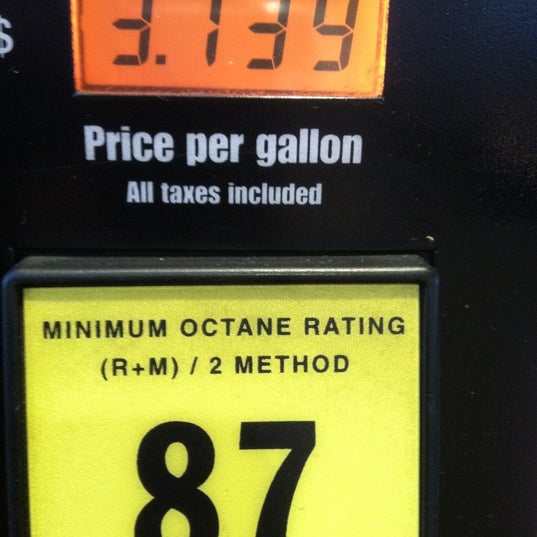 $ 3.139
Price per gallon
All taxes included
MINIMUM OCTANE RATING
(R+M) / 2 METHOD
87